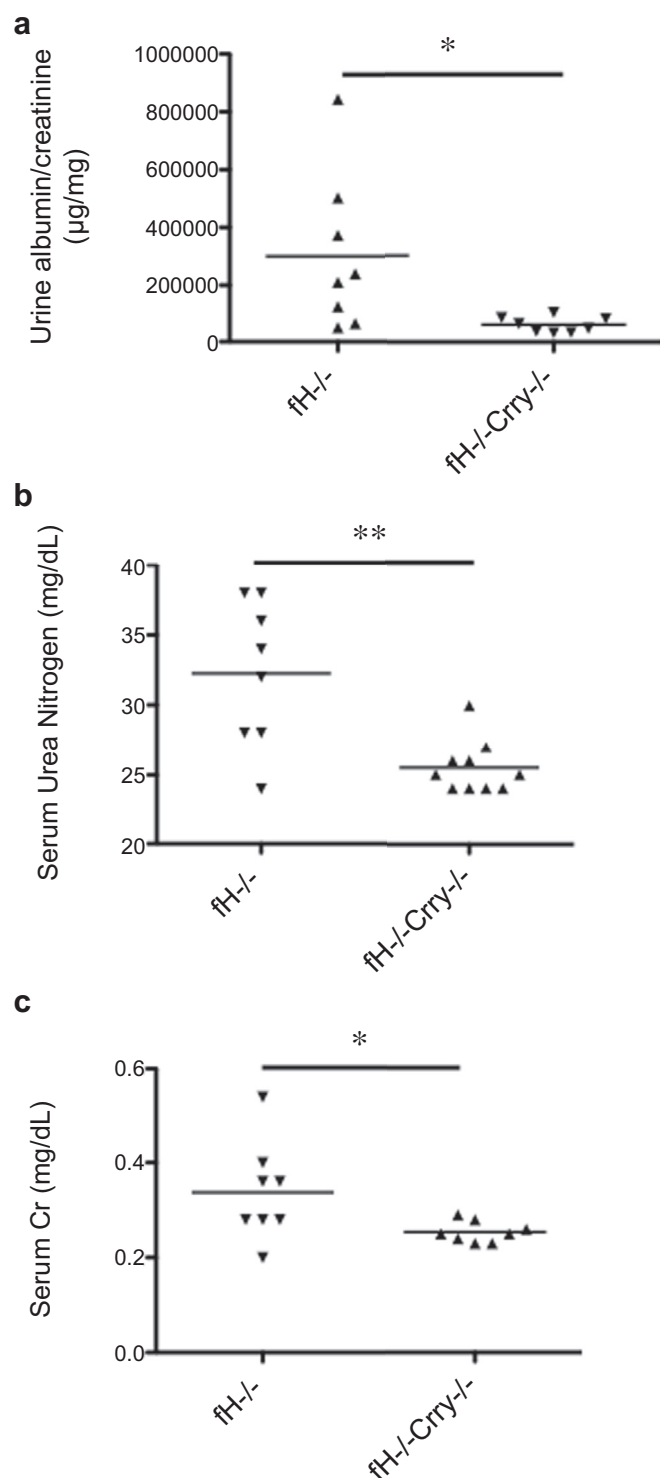 a
*
Urine albumin/creatinine
(µg/mg)
1000000
800000
600000
400000
200000
0
fH-/-
fH-/-Crry-/-
b
**
Serum Urea Nitrogen (mg/dL)
40
35
30
25
20
fH-/-
fH-/-Crry-/-
c
*
Serum Cr (mg/dL)
0.6
0.4
0.2
0.0
fH-/-
fH-/-Crry-/-